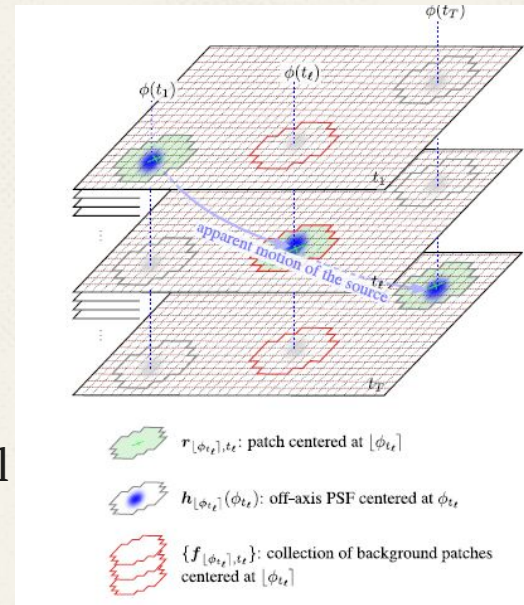 ϕ(t_T)
ϕ(t_ℓ)
ϕ(t_1)
t_1
apparent motion of the source
t_ℓ
t_T
r_{⌊ϕ_{t_ℓ}⌉,t_ℓ}: patch centered at ⌊ϕ_{t_ℓ}⌉
l
h_{⌊ϕ_{t_ℓ}⌉}(ϕ_{t_ℓ}): off-axis PSF centered at ϕ_{t_ℓ}
{f_{⌊ϕ_{t_ℓ}⌉,t_ℓ}}: collection of background patches
centered at ⌊ϕ_{t_ℓ}⌉